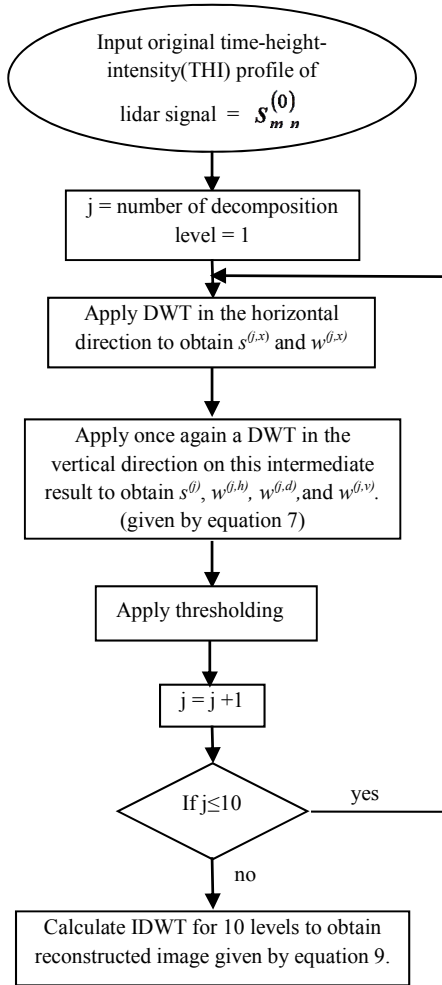 Input original time-height-
intensity(THI) profile of
lidar signal = s_{m,n}^{(0)}
j = number of decomposition
level = 1
Apply DWT in the horizontal
direction to obtain s^{(j,x)} and w^{(j,x)}
Apply once again a DWT in the
vertical direction on this intermediate
result to obtain s^{(j)}, w^{(j,h)}, w^{(j,d)},and w^{(j,v)}.
(given by equation 7)
Apply thresholding
j = j +1
If j≤10
yes
no
Calculate IDWT for 10 levels to obtain
reconstructed image given by equation 9.